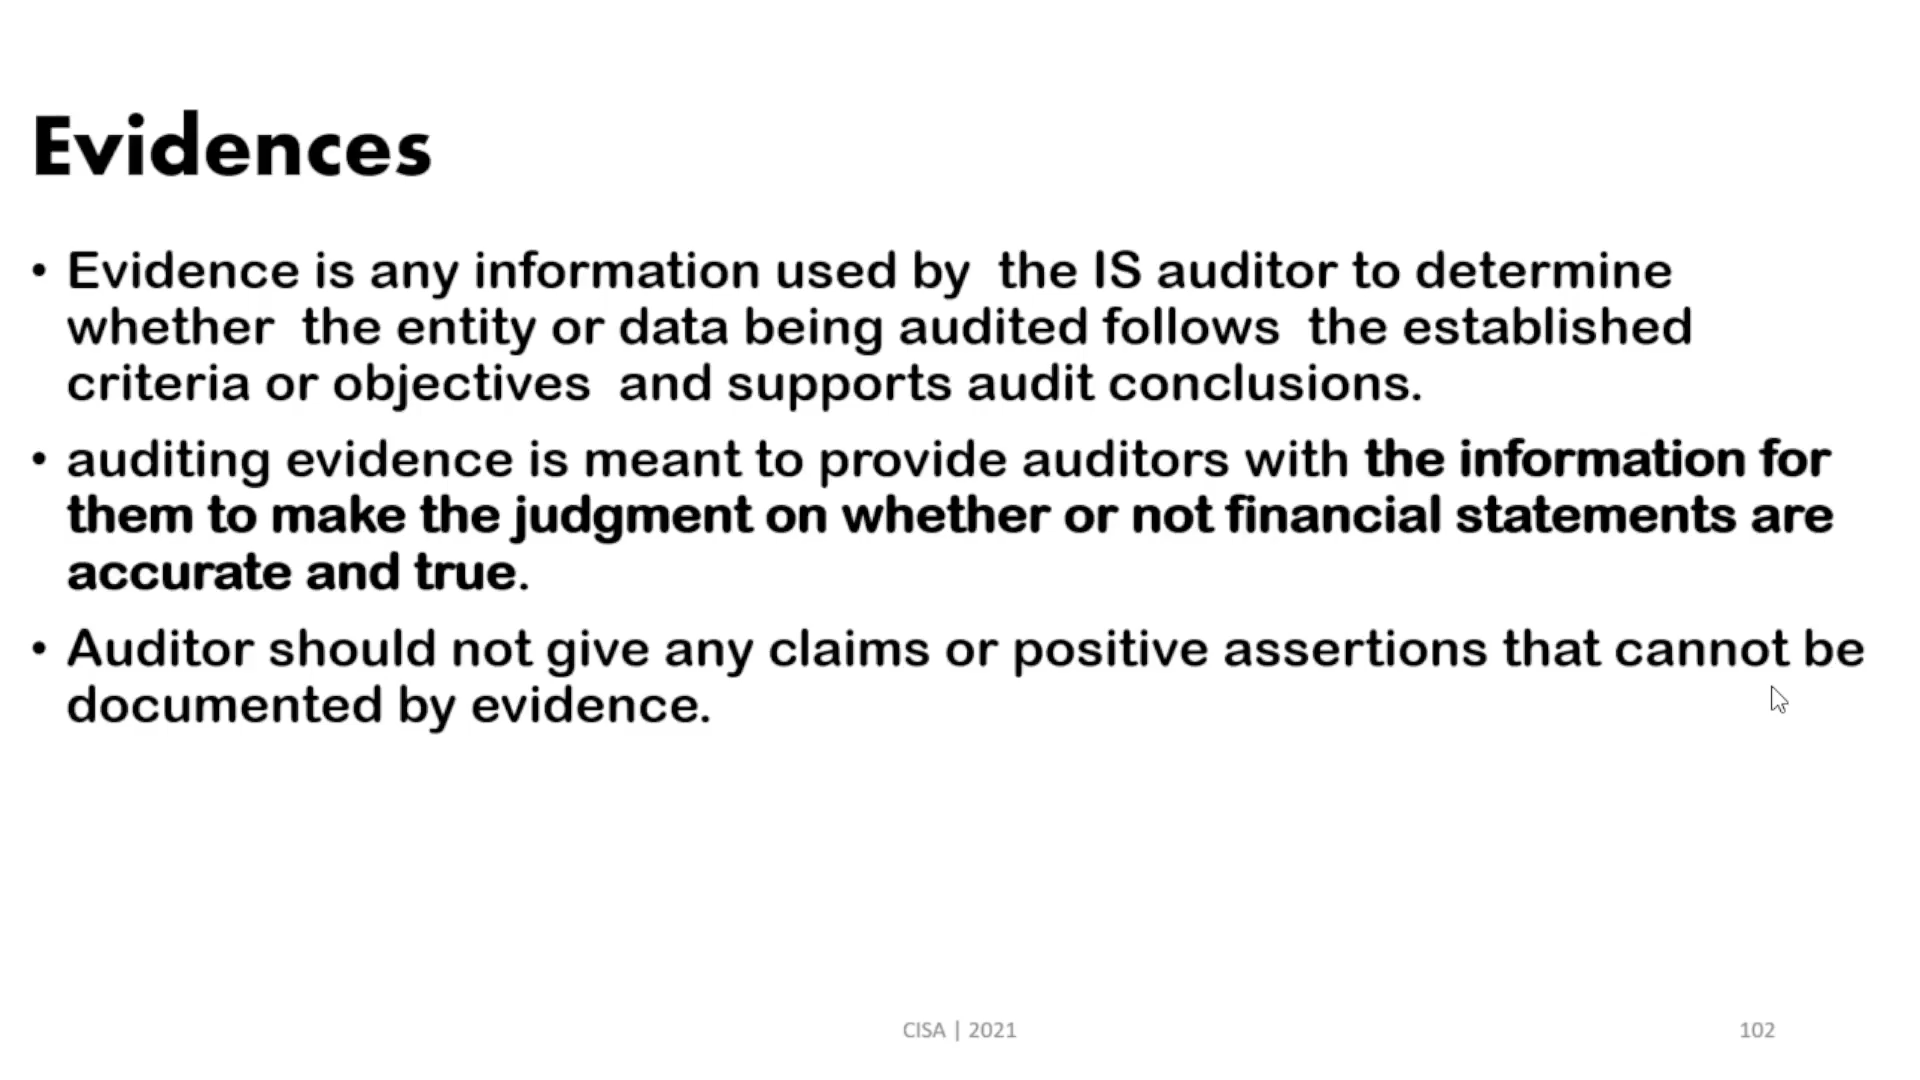 Evidences
• Evidence is any information used by the IS auditor to determine
whether the entity or data being audited follows the established
criteria or objectives and supports audit conclusions.
• auditing evidence is meant to provide auditors with the information for
them to make the judgment on whether or not financial statements are
accurate and true.
• Auditor should not give any claims or positive assertions that cannot be
documented by evidence.
CISA | 2021
102